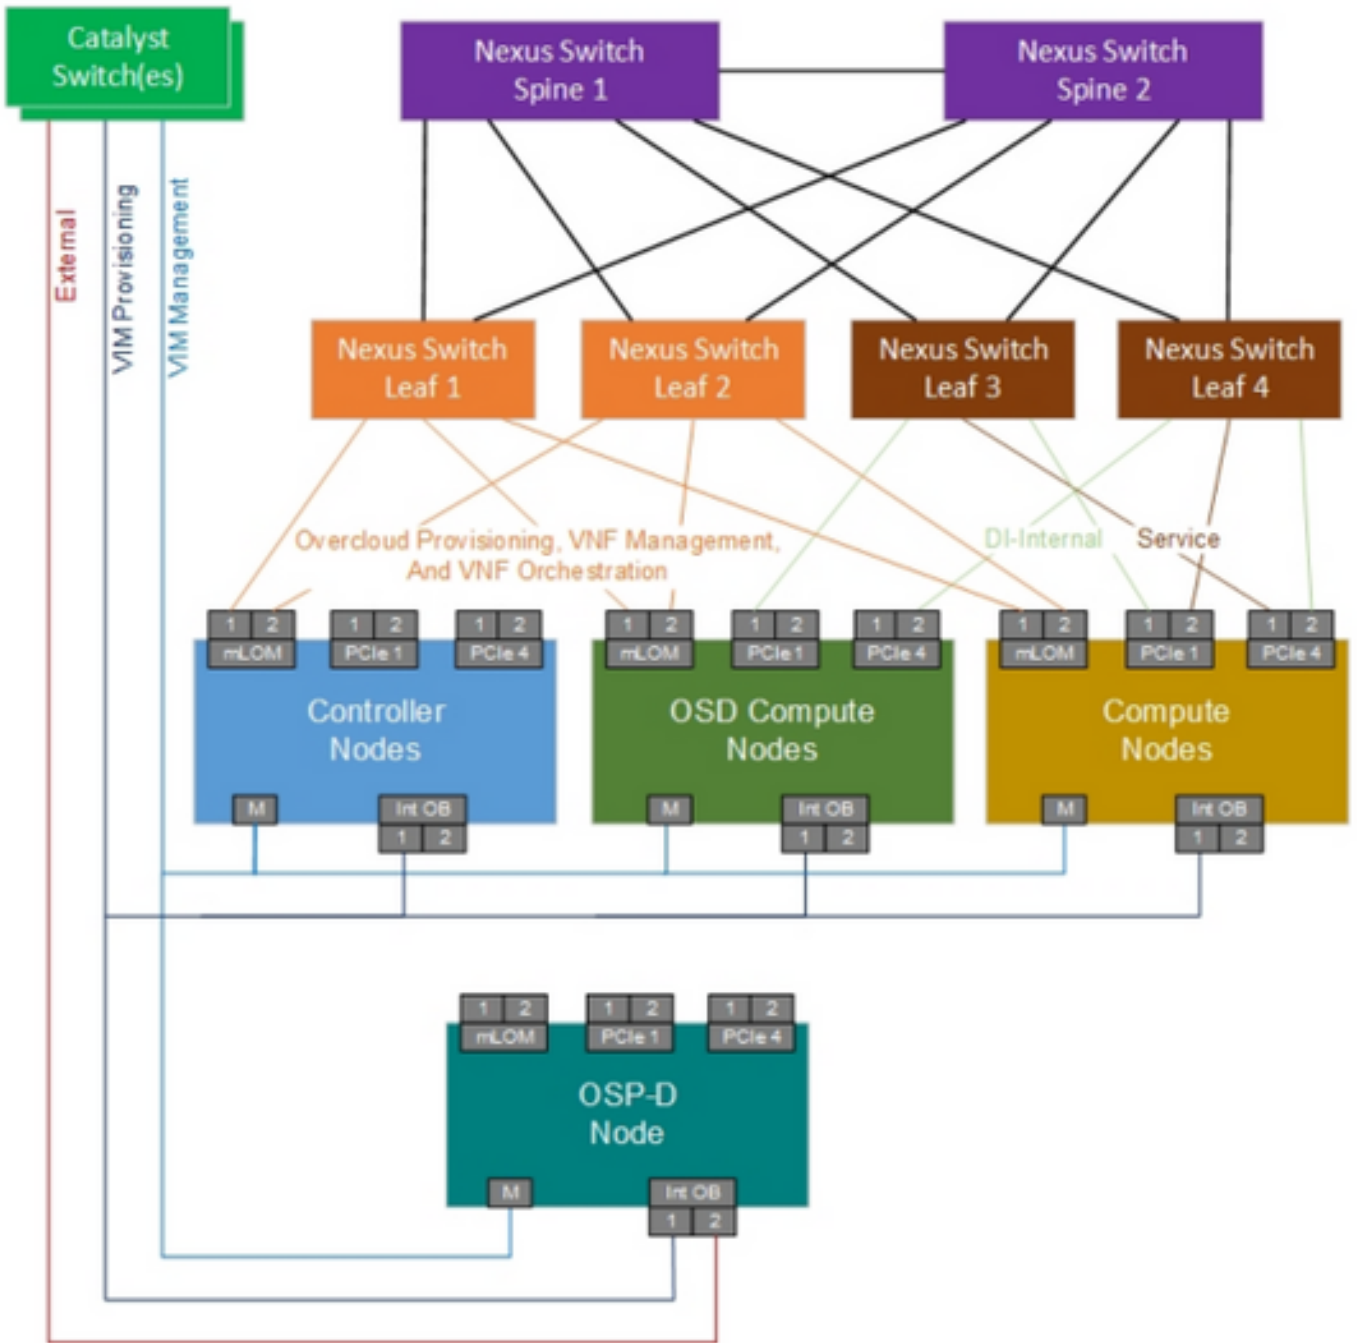 Catalyst
Switch(es)
Nexus Switch
Spine 1
Nexus Switch
Spine 2
External
VIM Provisioning
VIM Management
Nexus Switch
Leaf 1
Nexus Switch
Leaf 2
Nexus Switch
Leaf 3
Nexus Switch
Leaf 4
Overcloud Provisioning, VNF Management,
And VNF Orchestration
DI-Internal
Service
1 2
mLOM
1 2
PCIe 1
1 2
PCIe 4
Controller
Nodes
M
Int OB
1 2
1 2
mLOM
1 2
PCIe 1
1 2
PCIe 4
OSD Compute
Nodes
M
Int OB
1 2
1 2
mLOM
1 2
PCIe 1
1 2
PCIe 4
Compute
Nodes
M
Int OB
1 2
1 2
mLOM
1 2
PCIe 1
1 2
PCIe 4
OSP-D
Node
M
Int OB
1 2